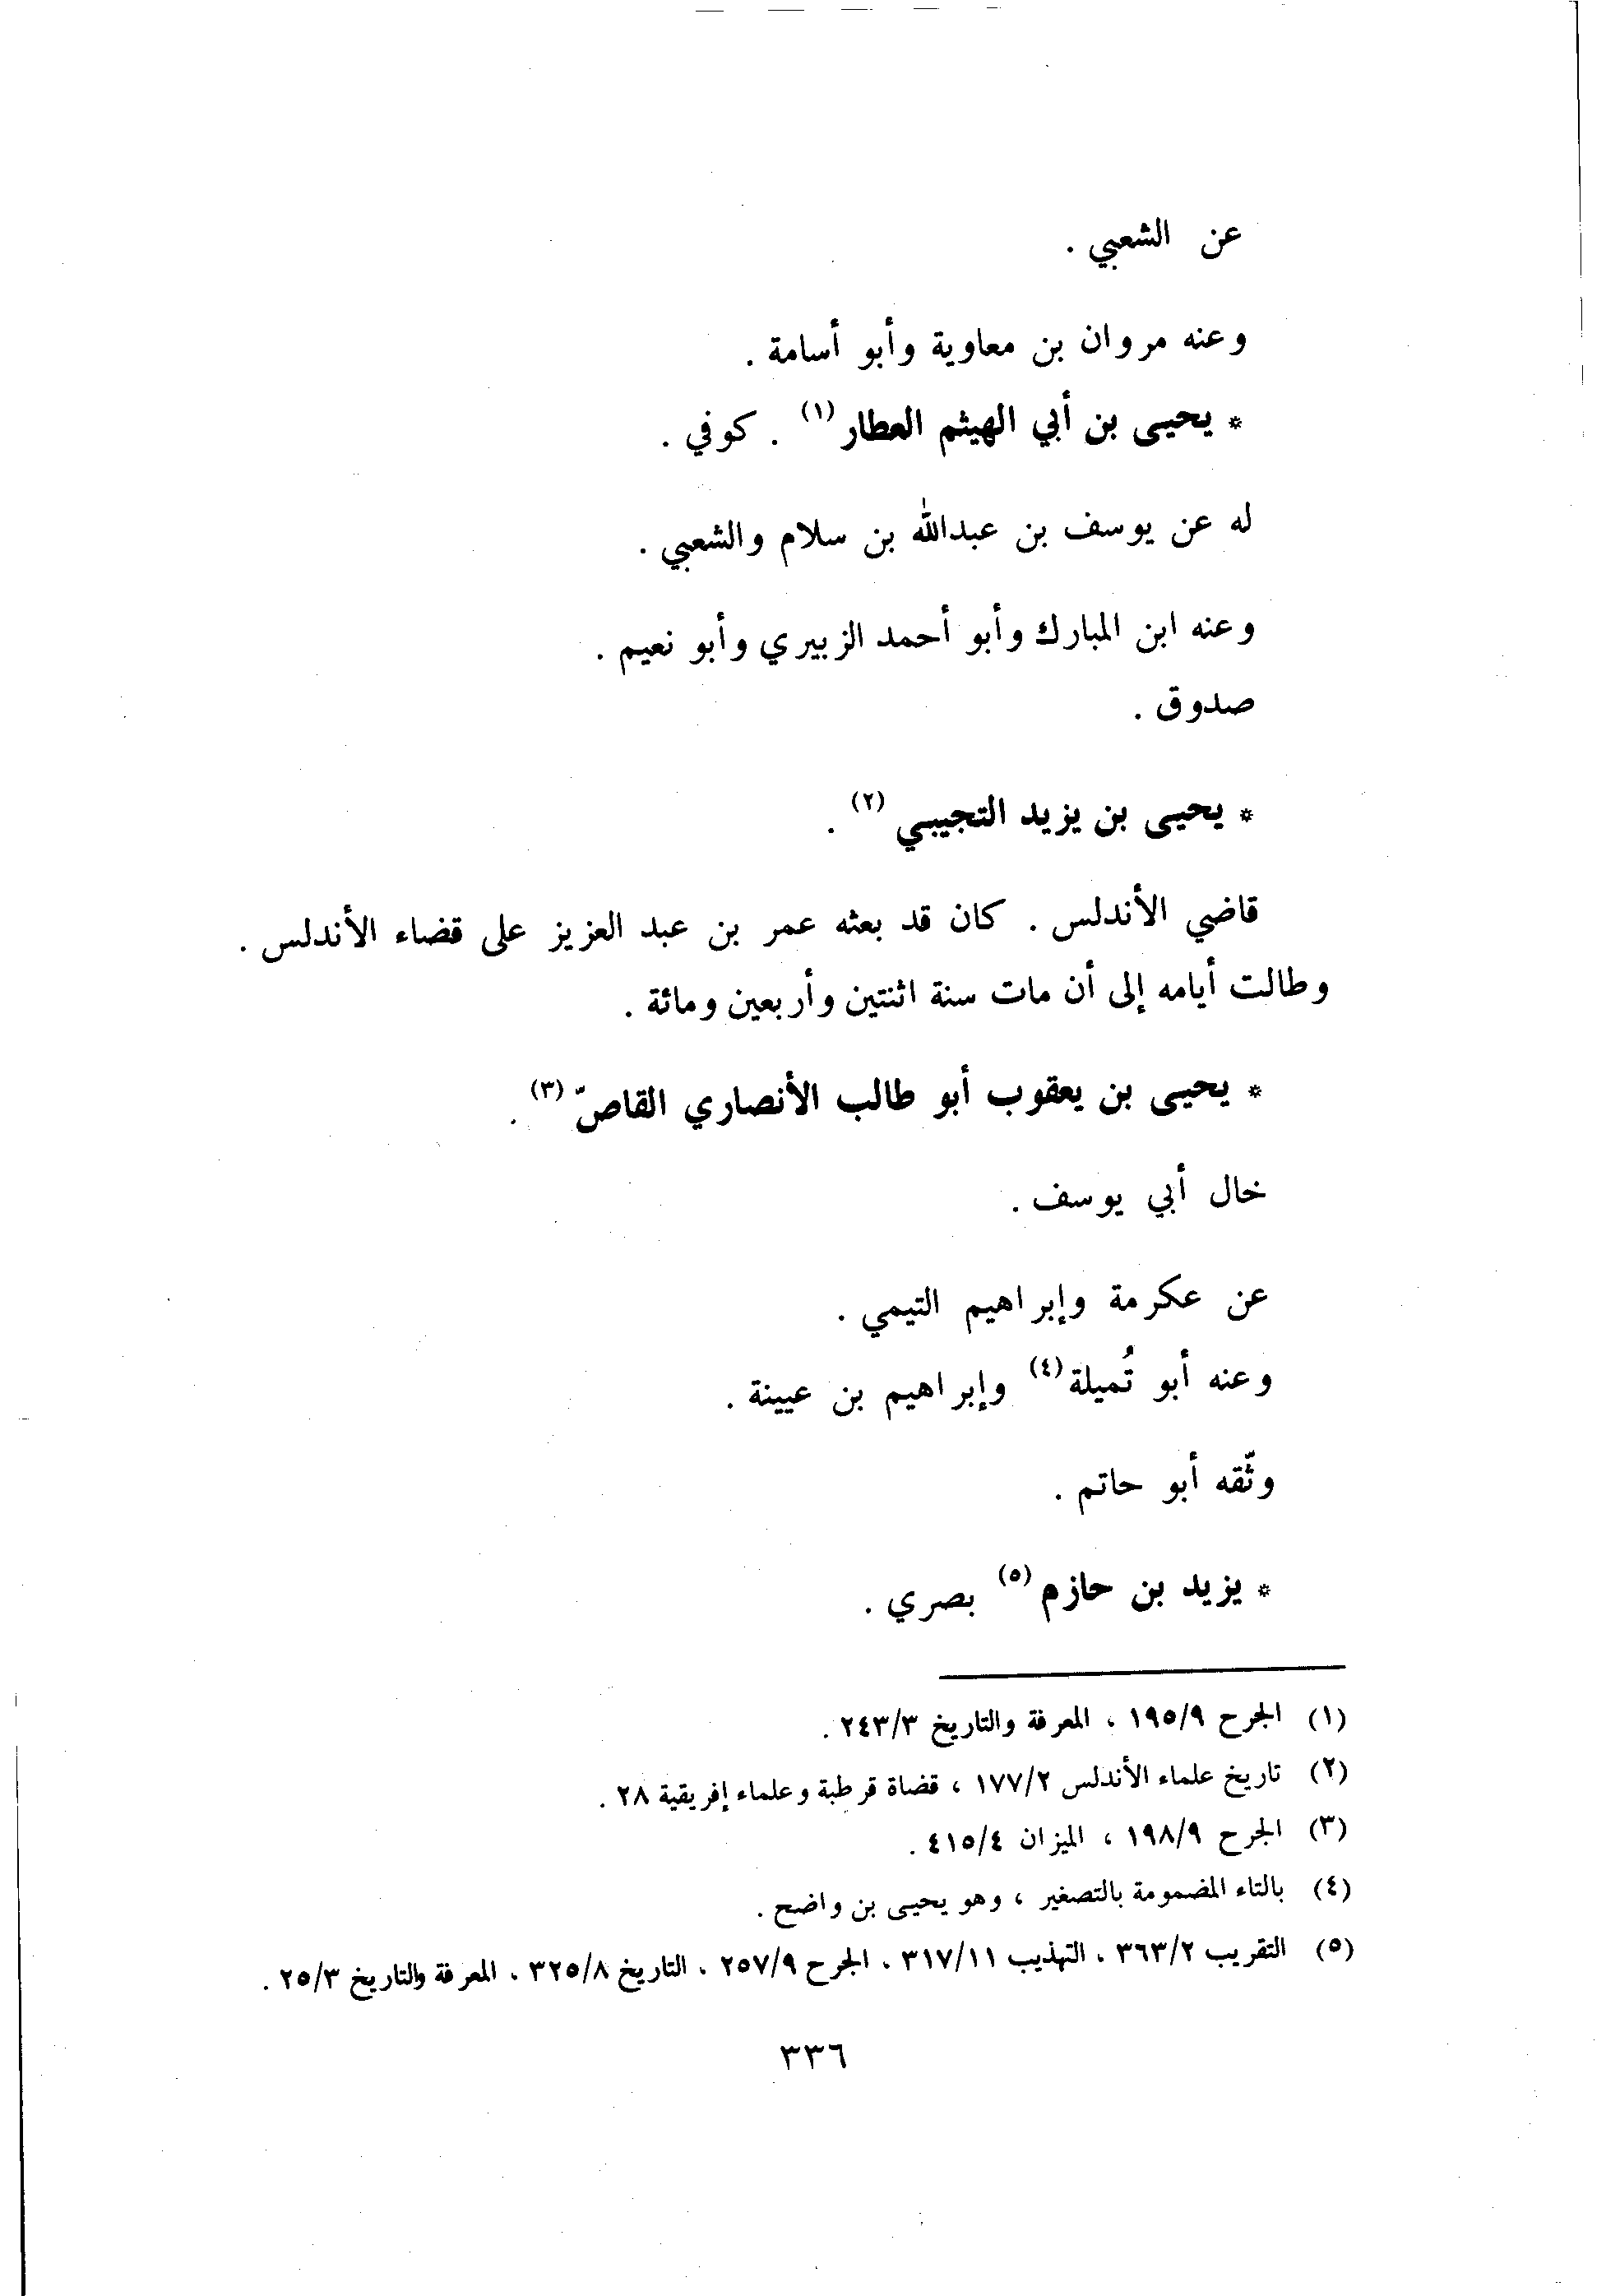 عن الشعبي .
وعنه مروان بن معاوية وأبو أسامة .
* يحيى بن أبي الهيثم العطار (١) . كوفي .
له عن يوسف بن عبدالله بن سلام والشعبي .
وعنه ابن المبارك وأبو أحمد الزبيري وأبو نعيم .
صدوق .
* يحيى بن يزيد التجيبي (٢) .
قاضي الأندلس . كان قد بعثه عمر بن عبد العزيز على قضاء الأندلس .
وطالت أيامه إلى أن مات سنة اثنتين وأربعين ومائة .
* يحيى بن يعقوب أبو طالب الأنصاري القاصّ (٣) .
خال أبي يوسف .
عن عكرمة وإبراهيم التيمي .
وعنه أبو تُميلة (٤) وإبراهيم بن عيينة .
وثّقه أبو حاتم .
* يزيد بن حازم (٥) بصري .
(١) الجرح ١٩٥/٩ ، المعرفة والتاريخ ٢٤٣/٣ .
(٢) تاريخ علماء الأندلس ١٧٧/٢ ، قضاة قرطبة وعلماء إفريقية ٢٨ .
(٣) الجرح ١٩٨/٩ ، الميزان ٤١٥/٤ .
(٤) بالتاء المضمومة بالتصغير ، وهو يحيى بن واضح .
(٥) التقريب ٣٦٣/٢ ، التهذيب ٣١٧/١١ ، الجرح ٢٥٧/٩ ، التاريخ ٣٢٥/٨ ، المعرفة والتاريخ ٢٥/٣ .
٣٣٦